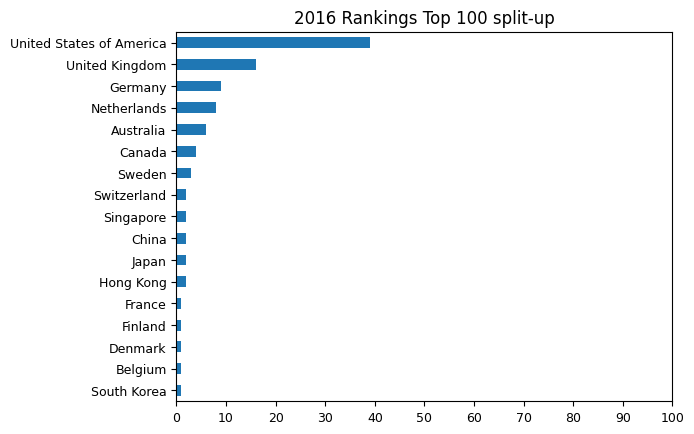 2016 Rankings Top 100 split-up
United States of America
United Kingdom
Germany
Netherlands
Australia
Canada
Sweden
Switzerland
Singapore
China
Japan
Hong Kong
France
Finland
Denmark
Belgium
South Korea
0 10 20 30 40 50 60 70 80 90 100